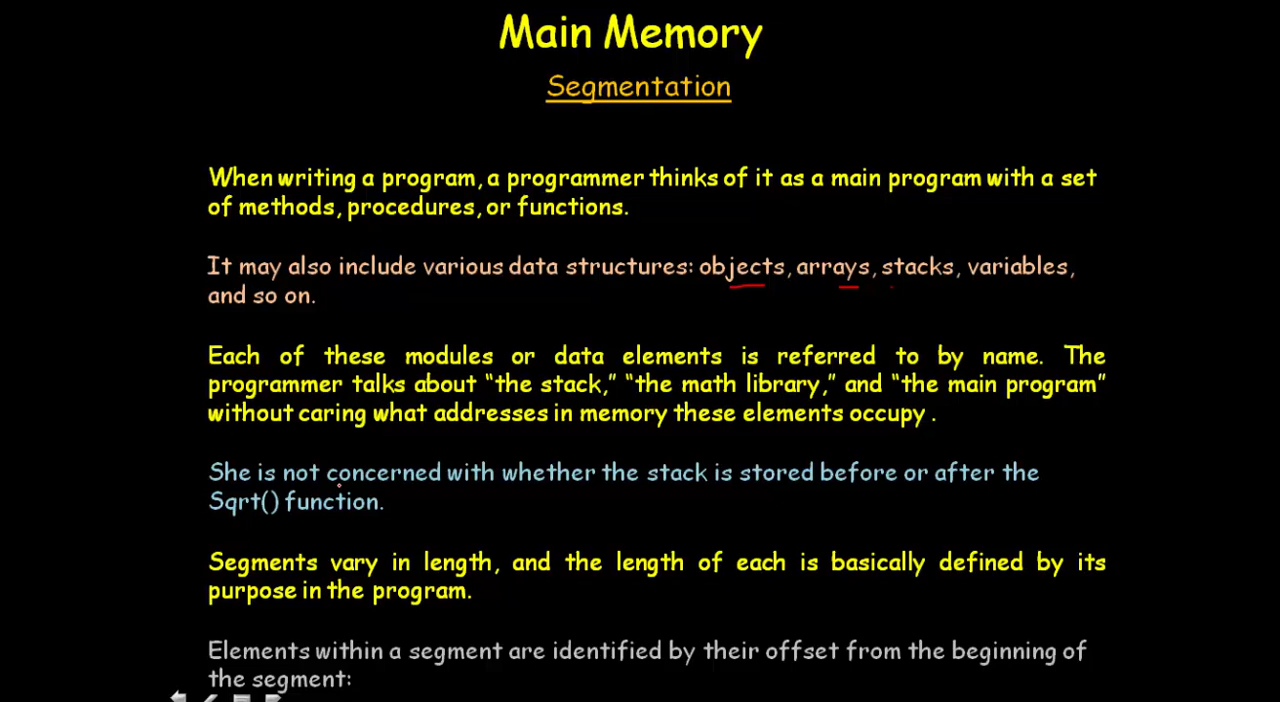 Main Memory
Segmentation
When writing a program, a programmer thinks of it as a main program with a set
of methods, procedures, or functions.
It may also include various data structures: objects, arrays, stacks, variables,
and so on.
Each of these modules or data elements is referred to by name. The
programmer talks about “the stack,” “the math library,” and “the main program”
without caring what addresses in memory these elements occupy .
She is not concerned with whether the stack is stored before or after the
Sqrt() function.
Segments vary in length, and the length of each is basically defined by its
purpose in the program.
Elements within a segment are identified by their offset from the beginning of
the segment: